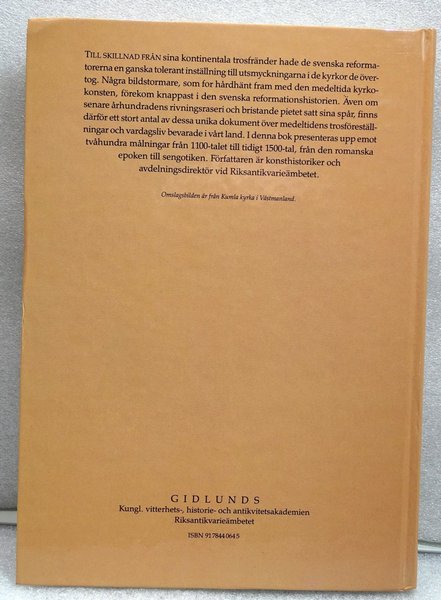 TILL SKILLNAD FRÅN sina kontinentala trosfränder hade de svenska reforma-
torerna en ganska tolerant inställning till utsmyckningarna i de kyrkor de över-
tog. Några bildstormare, som for hårdhänt fram med den medeltida kyrko-
konsten, förekom knappast i den svenska reformationshistorien. Även om
senare århundradens rivningsraseri och bristande pietet satt sina spår, finns
därför ett stort antal av dessa unika dokument över medeltidens trosföreställ-
ningar och vardagsliv bevarade i vårt land. I denna bok presenteras upp emot
tvåhundra målningar från 1100-talet till tidigt 1500-tal, från den romanska
epoken till sengotiken. Författaren är konsthistoriker och
avdelningsdirektör vid Riksantikvarieämbetet.
Omslagsbilden är från Kumla kyrka i Västmanland.
GIDLUNDS
Kungl. vitterhets-, historie- och antikvitetsakademien
Riksantikvarieämbetet
ISBN 91 7844 064 5